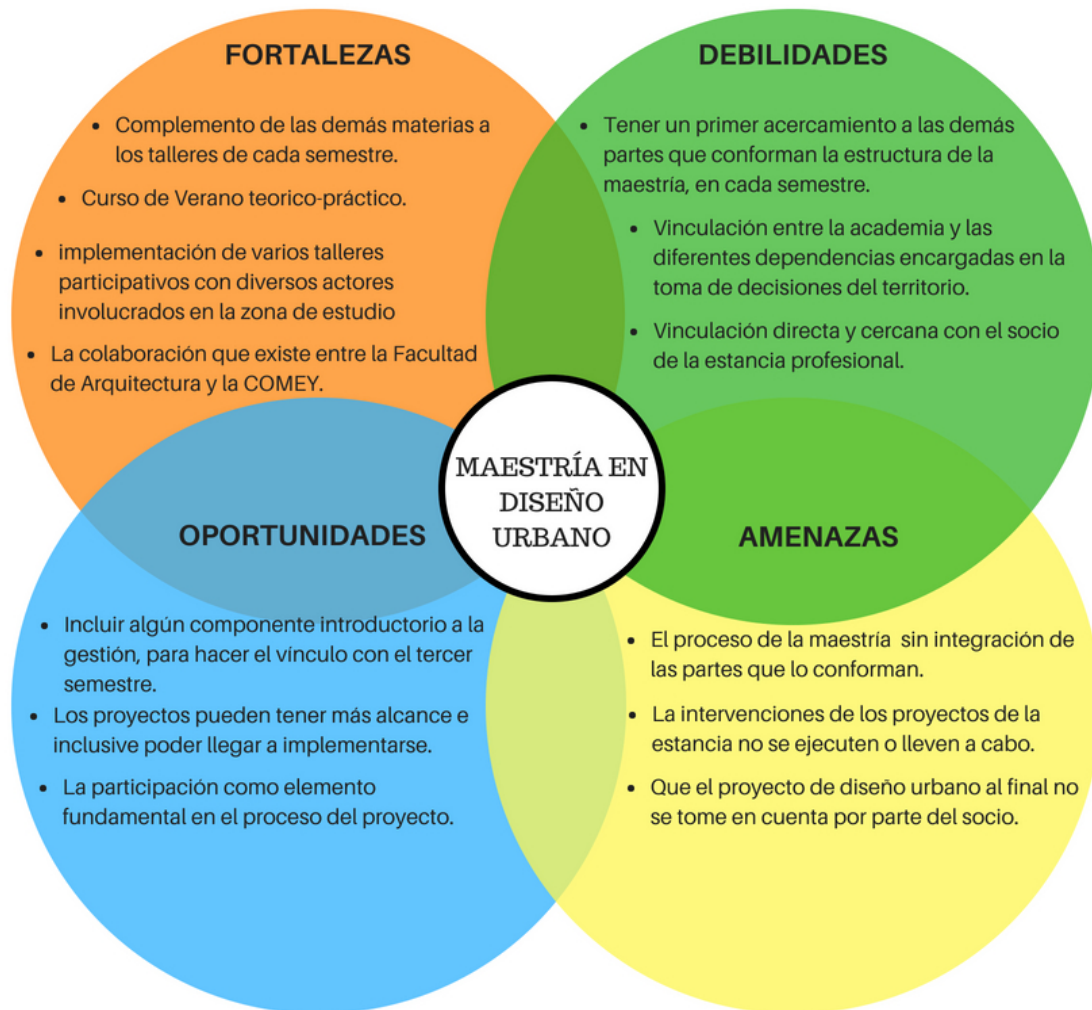 FORTALEZAS
• Complemento de las demás materias a
los talleres de cada semestre.
• Curso de Verano teorico-práctico.
• implementación de varios talleres
participativos con diversos actores
involucrados en la zona de estudio
• La colaboración que existe entre la Facultad
de Arquitectura y la COMEY.
DEBILIDADES
• Tener un primer acercamiento a las demás
partes que conforman la estructura de la
maestría, en cada semestre.
• Vinculación entre la academia y las
diferentes dependencias encargadas en la
toma de decisiones del territorio.
• Vinculación directa y cercana con el socio
de la estancia profesional.
MAESTRÍA EN
DISEÑO
URBANO
OPORTUNIDADES
• Incluir algún componente introductorio a la
gestión, para hacer el vínculo con el tercer
semestre.
• Los proyectos pueden tener más alcance e
inclusive poder llegar a implementarse.
• La participación como elemento
fundamental en el proceso del proyecto.
AMENAZAS
• El proceso de la maestría sin integración de
las partes que lo conforman.
• La intervenciones de los proyectos de la
estancia no se ejecuten o lleven a cabo.
• Que el proyecto de diseño urbano al final no
se tome en cuenta por parte del socio.